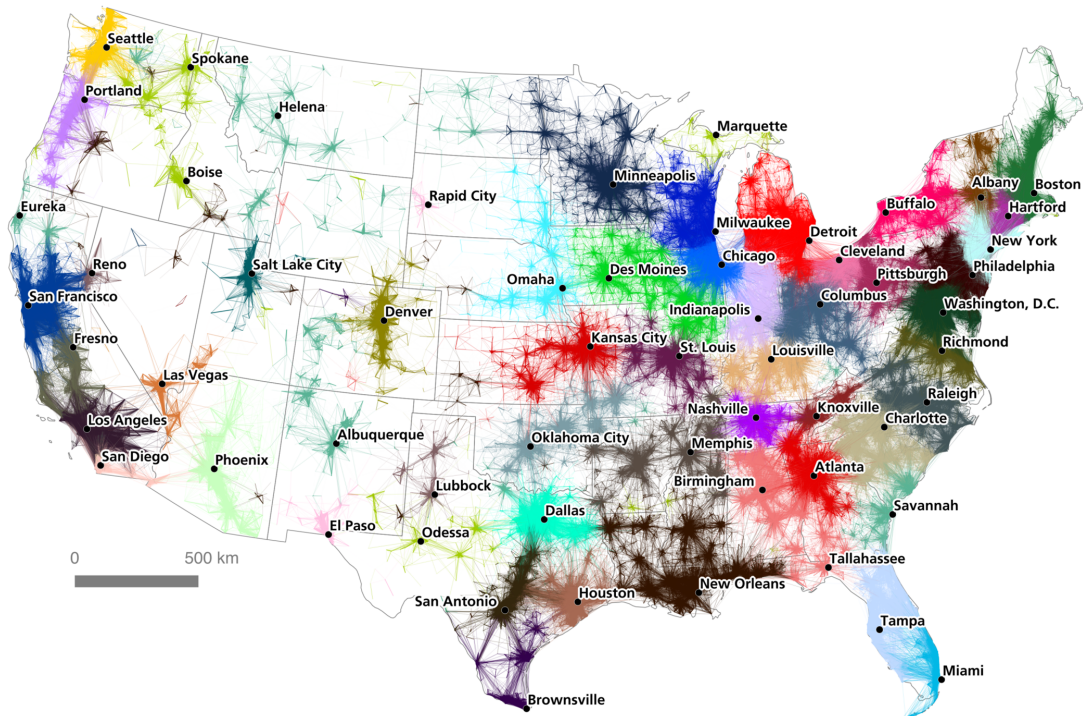 Seattle
Spokane
Portland
Helena
Marquette
Minneapolis
Boise
Rapid City
Albany
Boston
Buffalo
Hartford
Eureka
Milwaukee
Detroit
New York
Cleveland
Chicago
Philadelphia
Reno
Salt Lake City
Des Moines
Omaha
Pittsburgh
San Francisco
Columbus
Washington, D.C.
Denver
Indianapolis
Fresno
Kansas City
St. Louis
Louisville
Richmond
Las Vegas
Raleigh
Nashville
Knoxville
Los Angeles
Charlotte
Albuquerque
Oklahoma City
Memphis
San Diego
Phoenix
Atlanta
Birmingham
Lubbock
Dallas
Savannah
El Paso
Odessa
0
500 km
Tallahassee
New Orleans
San Antonio
Houston
Tampa
Miami
Brownsville